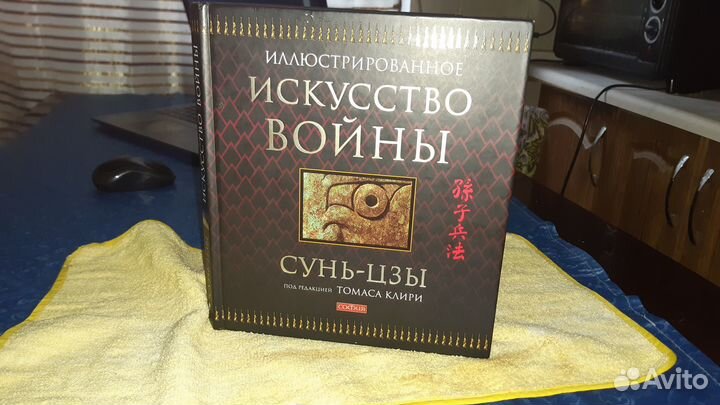 ИЛЛЮСТРИРОВАННОЕ
ИСКУССТВО
ВОЙНЫ
孫子兵法
СУНЬ-ЦЗЫ
ПОД РЕДАКЦИЕЙ ТОМАСА КЛИРИ
СОФИЯ
ИСКУССТВО ВОЙНЫ
Avito